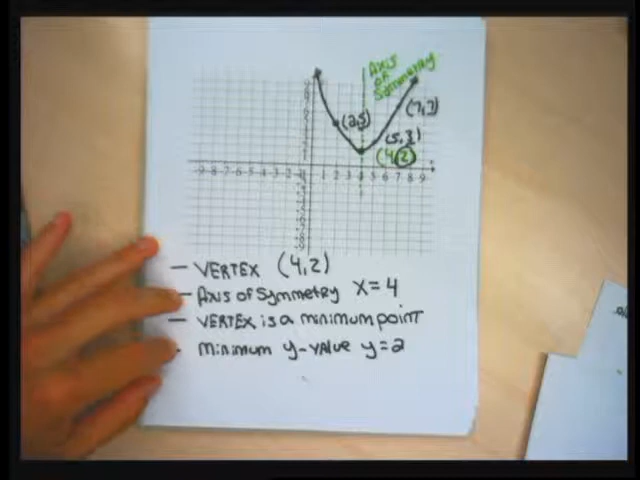 Axis
of
Symmetry
(2,5)
(7,7)
(5,3)
(4,2)
-9 -8 -7 -6 -5 -4 -3 -2 1 2 3 4 5 6 7 8 9
— VERTEX (4,2)
— Axis of Symmetry x=4
— VERTEX is a minimum point
- minimum y-value y=2